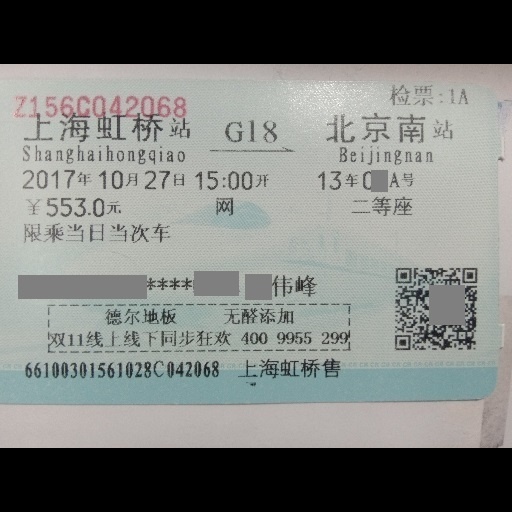 检票:1A
Z156C042068
上海虹桥站 G18 北京南站
Shanghaihongqiao Beijingnan
2017年10月27日15:00开 13车0 A号
￥553.0元 网 二等座
限乘当日当次车
**** 伟峰
德尔地板 无醛添加
双11线上线下同步狂欢 400 9955 299
66100301561028C042068 上海虹桥售